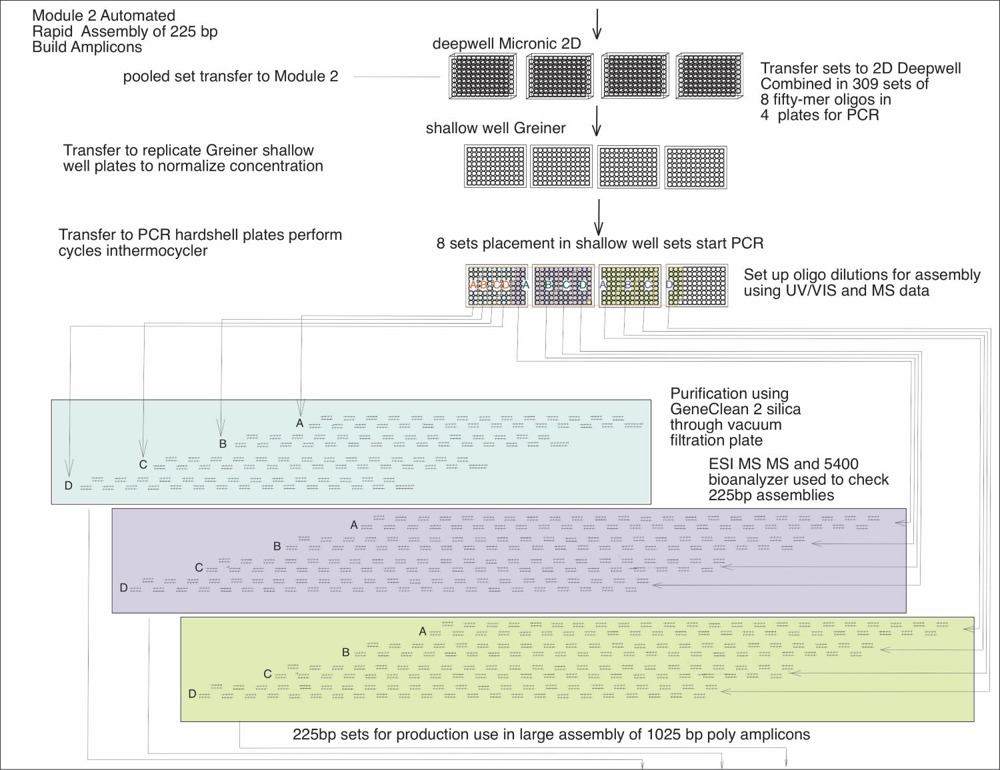 Module 2 Automated
Rapid Assembly of 225 bp
Build Amplicons
deepwell Micronic 2D
pooled set transfer to Module 2
Transfer sets to 2D Deepwell
Combined in 309 sets of
8 fifty-mer oligos in
4 plates for PCR
shallow well Greiner
Transfer to replicate Greiner shallow
well plates to normalize concentration
Transfer to PCR hardshell plates perform
cycles inthermocycler
8 sets placement in shallow well sets start PCR
A B C D A B C D A B C D
Set up oligo dilutions for assembly
using UV/VIS and MS data
Purification using
GeneClean 2 silica
through vacuum
filtration plate
ESI MS MS and 5400
bioanalyzer used to check
225bp assemblies
A
B
C
D
A
B
C
D
A
B
C
D
225bp sets for production use in large assembly of 1025 bp poly amplicons